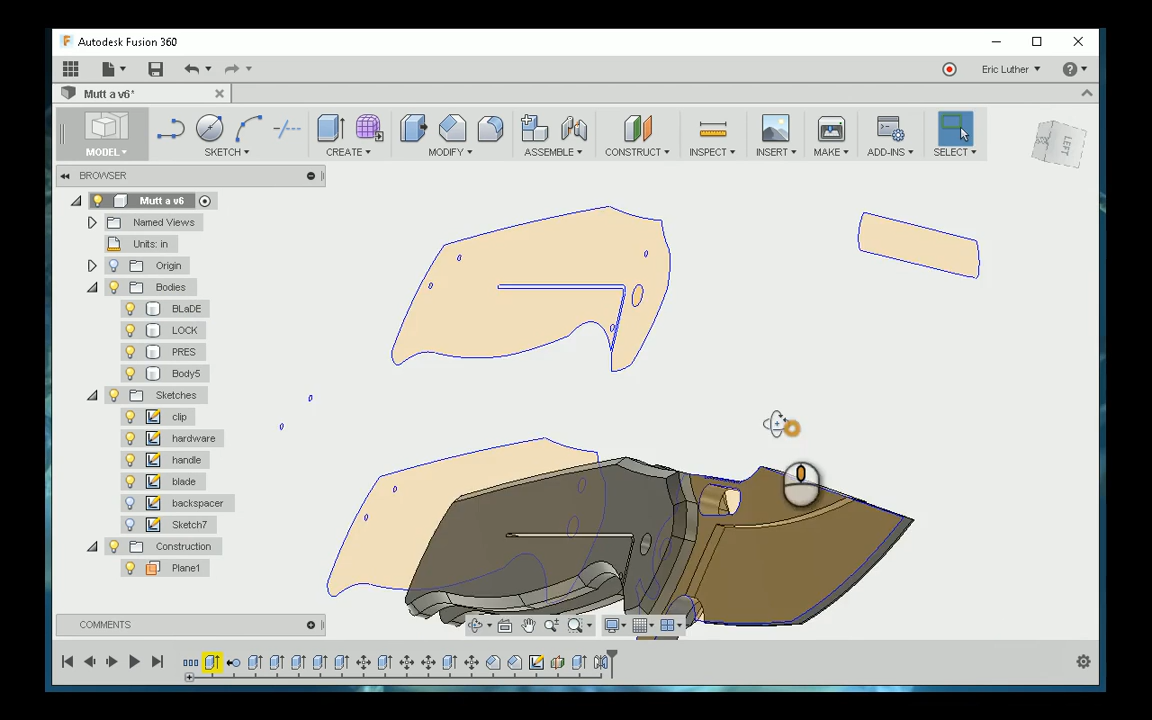 Autodesk Fusion 360
Eric Luther
Mutt a v6*
MODEL
SKETCH
CREATE
MODIFY
ASSEMBLE
CONSTRUCT
INSPECT
INSERT
MAKE
ADD-INS
SELECT
LEFT
BROWSER
Mutt a v6
Named Views
Units: in
Origin
Bodies
BLaDE
LOCK
PRES
Body5
Sketches
clip
hardware
handle
blade
backspacer
Sketch7
Construction
Plane1
COMMENTS